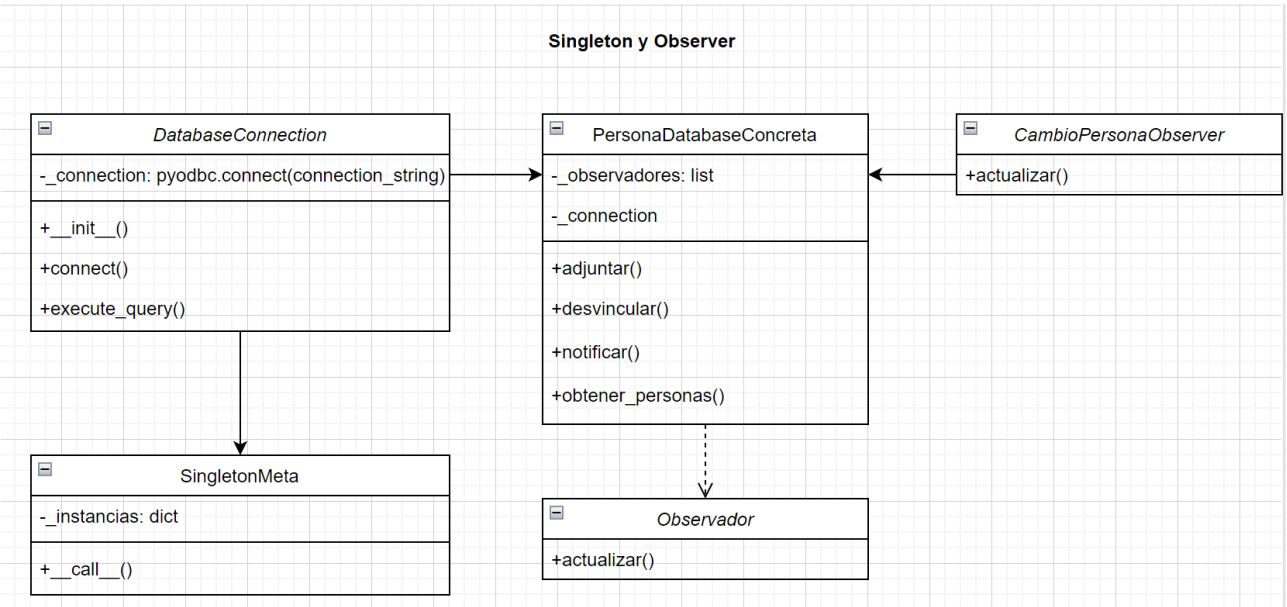 Singleton y Observer
DatabaseConnection
-_connection: pyodbc.connect(connection_string)
+__init__()
+connect()
+execute_query()
PersonaDatabaseConcreta
-_observadores: list
-_connection
+adjuntar()
+desvincular()
+notificar()
+obtener_personas()
CambioPersonaObserver
+actualizar()
SingletonMeta
-_instancias: dict
+__call__()
Observador
+actualizar()